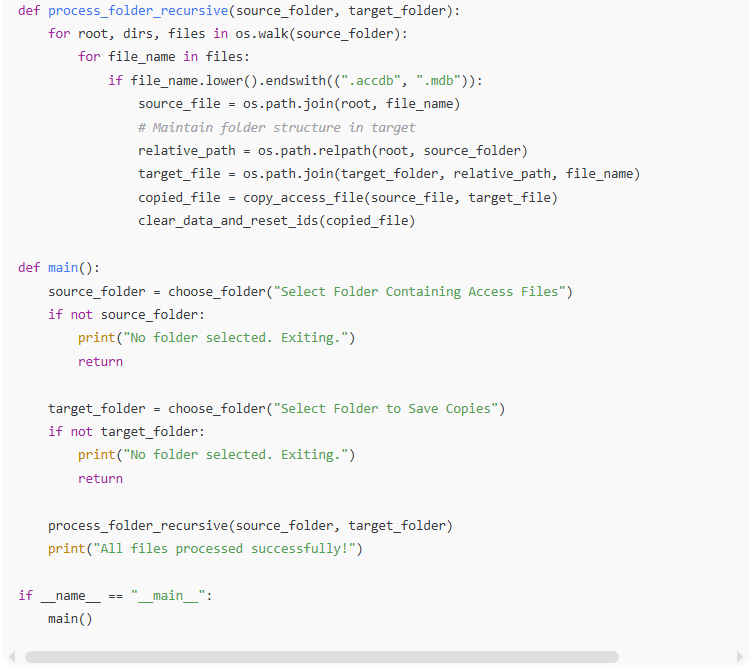 def process_folder_recursive(source_folder, target_folder):
    for root, dirs, files in os.walk(source_folder):
        for file_name in files:
            if file_name.lower().endswith((".accdb", ".mdb")):
                source_file = os.path.join(root, file_name)
                # Maintain folder structure in target
                relative_path = os.path.relpath(root, source_folder)
                target_file = os.path.join(target_folder, relative_path, file_name)
                copied_file = copy_access_file(source_file, target_file)
                clear_data_and_reset_ids(copied_file)

def main():
    source_folder = choose_folder("Select Folder Containing Access Files")
    if not source_folder:
        print("No folder selected. Exiting.")
        return

    target_folder = choose_folder("Select Folder to Save Copies")
    if not target_folder:
        print("No folder selected. Exiting.")
        return

    process_folder_recursive(source_folder, target_folder)
    print("All files processed successfully!")

if __name__ == "__main__":
    main()